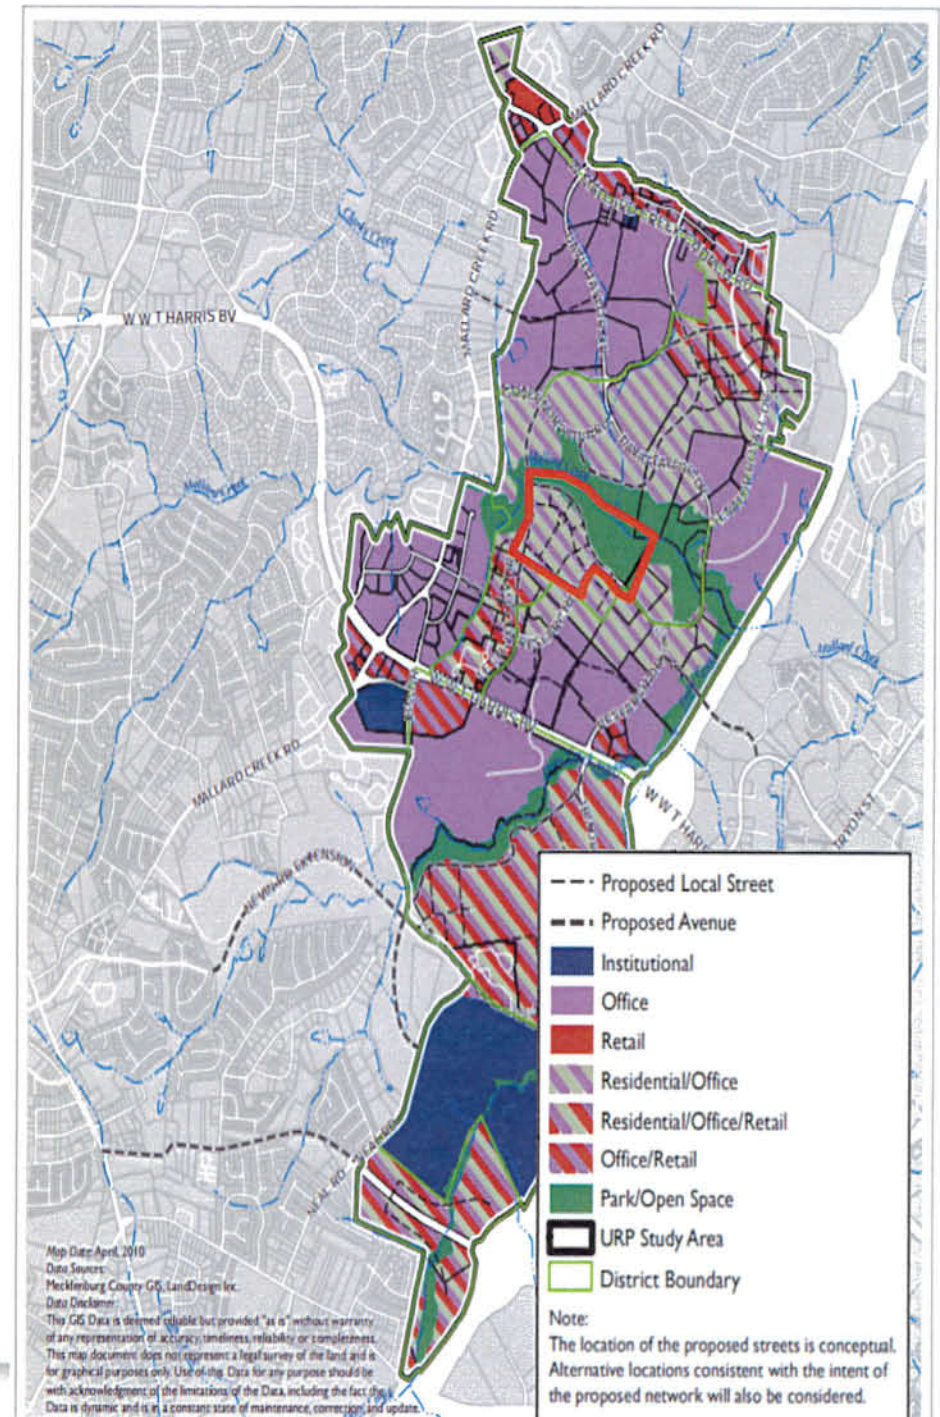 MALLARD CREEK RD
Clarks Creek
MALLARD CREEK RD
W W T HARRIS BV
Mallard Creek
W W T HARRIS BV
Mallard Creek
MALLARD CREEK RD
W W T HARRIS
TRYON ST
NEVIN RD EXTENSION
NEAL RD
Proposed Local Street
Proposed Avenue
Institutional
Office
Retail
Residential/Office
Residential/Office/Retail
Office/Retail
Park/Open Space
URP Study Area
District Boundary
Note:
The location of the proposed streets is conceptual.
Alternative locations consistent with the intent of
the proposed network will also be considered.
Map Date: April, 2010
Data Sources:
Mecklenburg County GIS, LandDesign Inc.
Data Disclaimer:
This GIS Data is deemed reliable but provided "as is" without warranty
of any representation of accuracy, timeliness, reliability or completeness.
This map document does not represent a legal survey of the land and is
for graphical purposes only. Use of this Data for any purpose should be
with acknowledgment of the limitations of the Data, including the fact the
Data is dynamic and is in a constant state of maintenance, correction, and update.